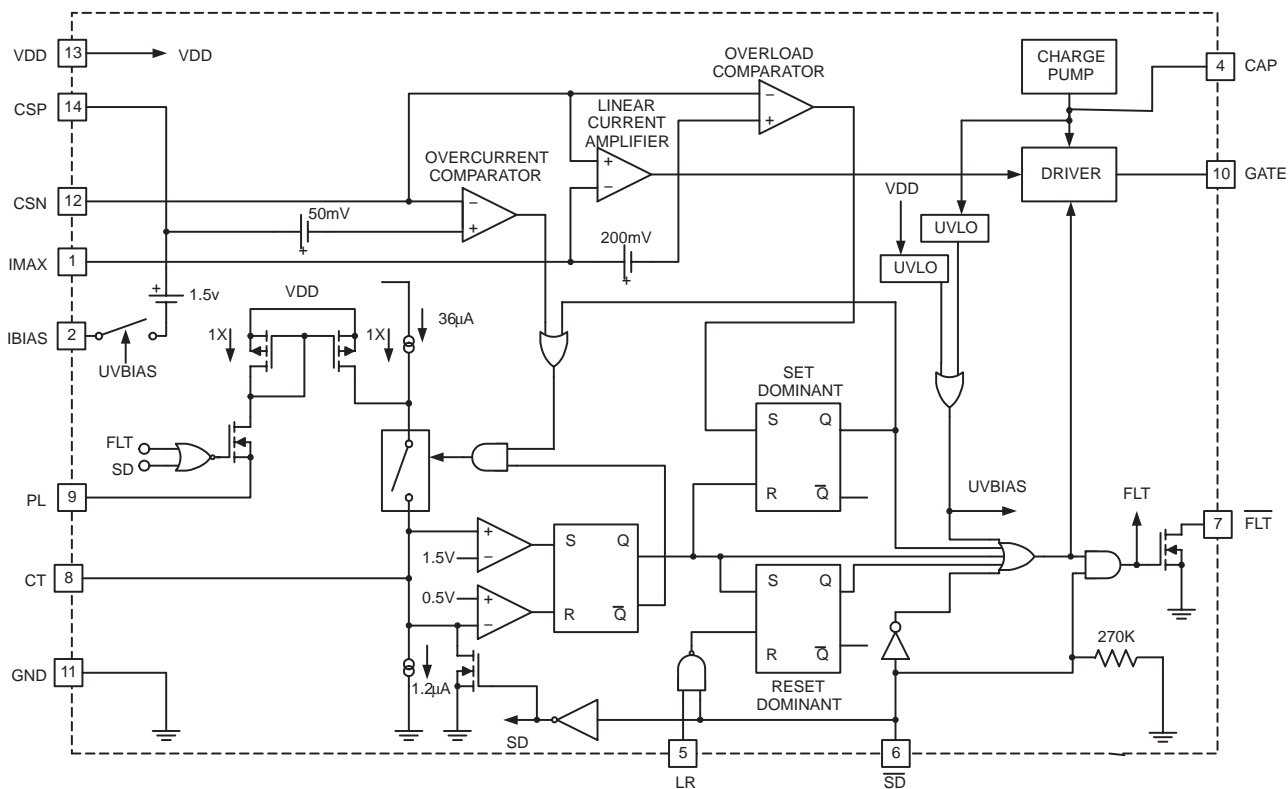 VDD 13 VDD
CSP 14
CSN 12
IMAX 1
IBIAS 2
UVBIAS
1.5v
+
50mV
+
OVERCURRENT
COMPARATOR
−
+
LINEAR
CURRENT
AMPLIFIER
+
−
OVERLOAD
COMPARATOR
−
+
200mV
+
CHARGE
PUMP
4 CAP
DRIVER
10 GATE
VDD
UVLO
UVLO
VDD
1X
1X
36µA
FLT
SD
PL 9
SET
DOMINANT
S Q
R Q̅
UVBIAS
FLT
7 F̅L̅T̅
+
1.5V −
S Q
R Q̅
CT 8
0.5V +
−
S Q
R Q̅
RESET
DOMINANT
270K
GND 11
1.2µA
SD
5
LR
6
S̅D̅